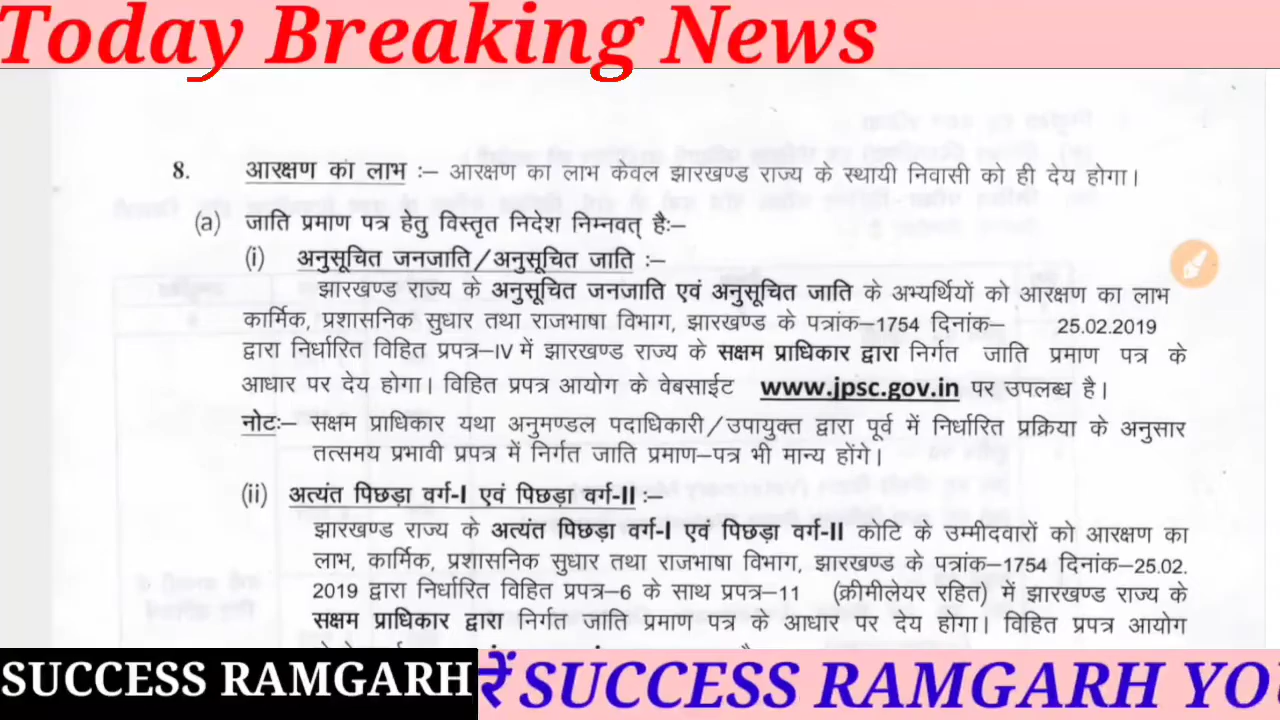 Today Breaking News
8. आरक्षण का लाभ :– आरक्षण का लाभ केवल झारखण्ड राज्य के स्थायी निवासी को ही देय होगा।
(a) जाति प्रमाण पत्र हेतु विस्तृत निदेश निम्नवत् है:–
(i) अनुसूचित जनजाति/अनुसूचित जाति :–
झारखण्ड राज्य के अनुसूचित जनजाति एवं अनुसूचित जाति के अभ्यर्थियों को आरक्षण का लाभ
कार्मिक, प्रशासनिक सुधार तथा राजभाषा विभाग, झारखण्ड के पत्रांक–1754 दिनांक– 25.02.2019
द्वारा निर्धारित विहित प्रपत्र–IV में झारखण्ड राज्य के सक्षम प्राधिकार द्वारा निर्गत जाति प्रमाण पत्र के
आधार पर देय होगा। विहित प्रपत्र आयोग के वेबसाईट www.jpsc.gov.in पर उपलब्ध है।
नोटः– सक्षम प्राधिकार यथा अनुमण्डल पदाधिकारी/उपायुक्त द्वारा पूर्व में निर्धारित प्रक्रिया के अनुसार
तत्समय प्रभावी प्रपत्र में निर्गत जाति प्रमाण–पत्र भी मान्य होंगे।
(ii) अत्यंत पिछड़ा वर्ग-I एवं पिछड़ा वर्ग-II :–
झारखण्ड राज्य के अत्यंत पिछड़ा वर्ग-I एवं पिछड़ा वर्ग-II कोटि के उम्मीदवारों को आरक्षण का
लाभ, कार्मिक, प्रशासनिक सुधार तथा राजभाषा विभाग, झारखण्ड के पत्रांक–1754 दिनांक–25.02.
2019 द्वारा निर्धारित विहित प्रपत्र–6 के साथ प्रपत्र–11 (क्रीमीलेयर रहित) में झारखण्ड राज्य के
सक्षम प्राधिकार द्वारा निर्गत जाति प्रमाण पत्र के आधार पर देय होगा। विहित प्रपत्र आयोग
SUCCESS RAMGARH रें SUCCESS RAMGARH YO